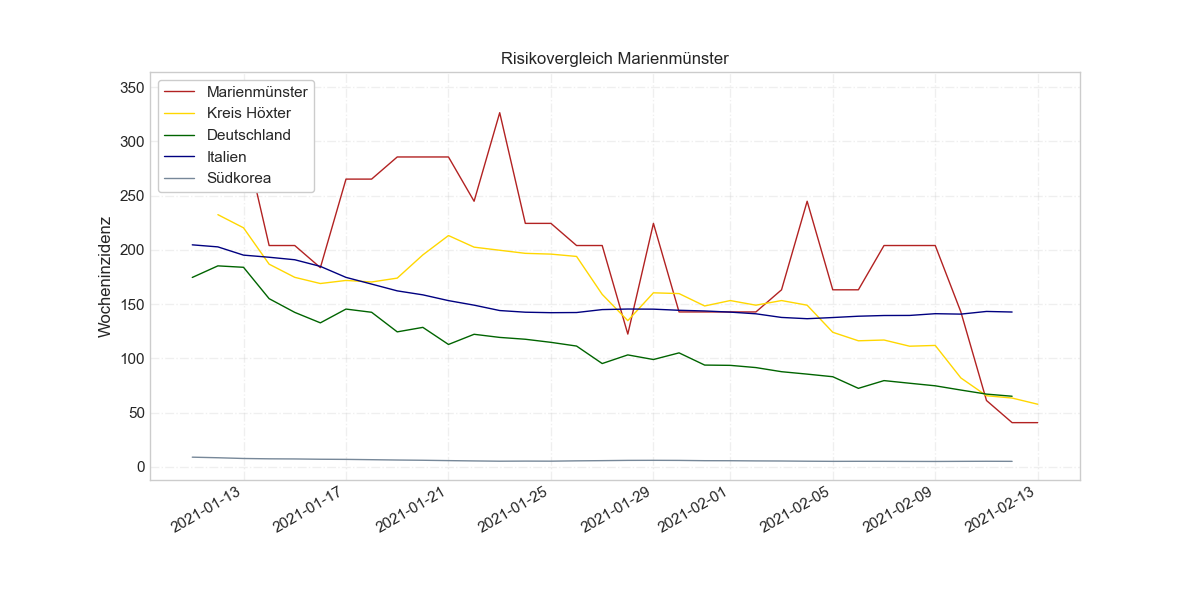 Risikovergleich Marienmünster
Wocheninzidenz
350
300
250
200
150
100
50
0
Marienmünster
Kreis Höxter
Deutschland
Italien
Südkorea
2021-01-13
2021-01-17
2021-01-21
2021-01-25
2021-01-29
2021-02-01
2021-02-05
2021-02-09
2021-02-13